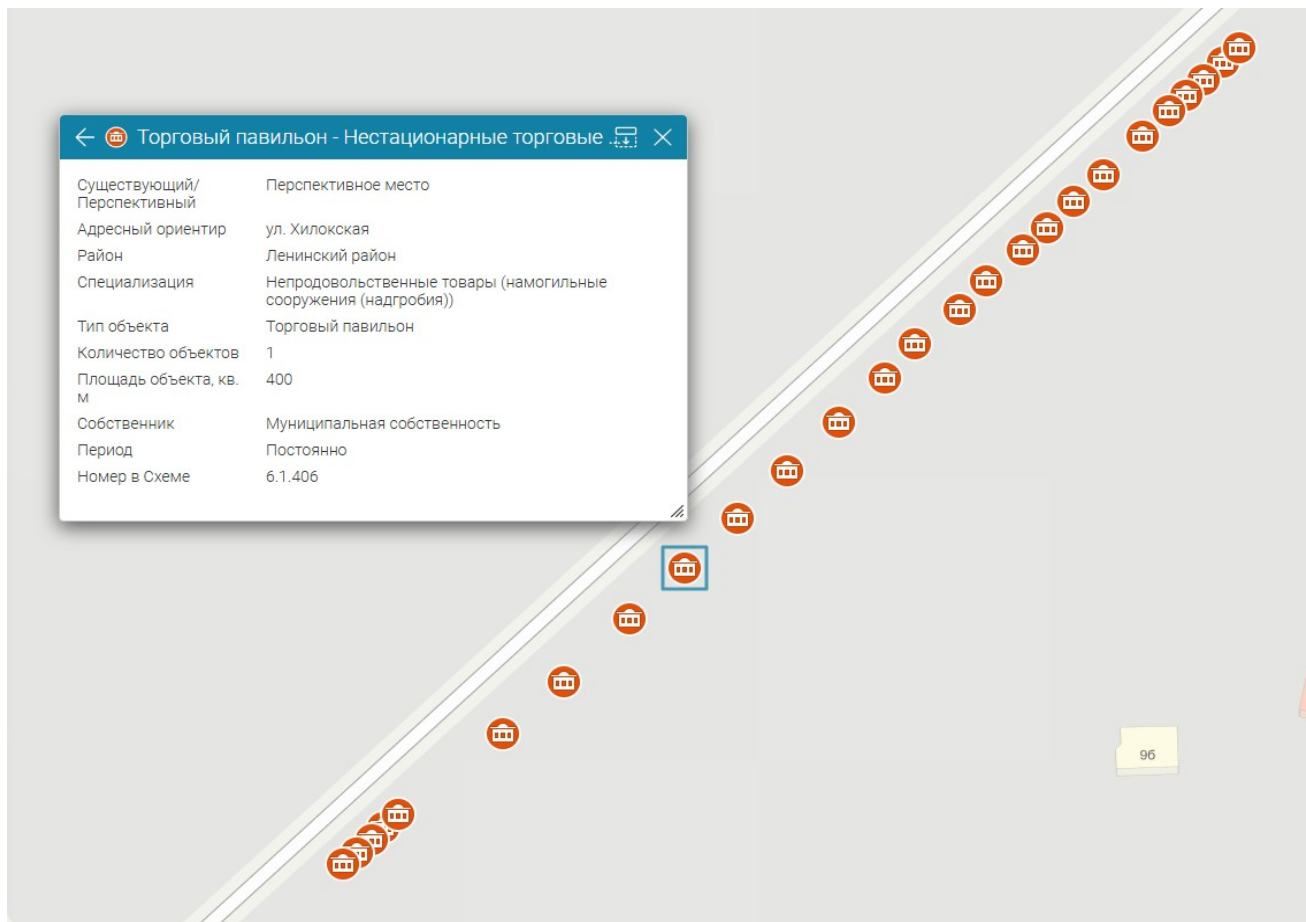 Торговый павильон - Нестационарные торговые ...
Существующий/ Перспективное место
Перспективный
Адресный ориентир ул. Хилокская
Район Ленинский район
Специализация Непродовольственные товары (намогильные
сооружения (надгробия))
Тип объекта Торговый павильон
Количество объектов 1
Площадь объекта, кв. 400
м
Собственник Муниципальная собственность
Период Постоянно
Номер в Схеме 6.1.406
9б